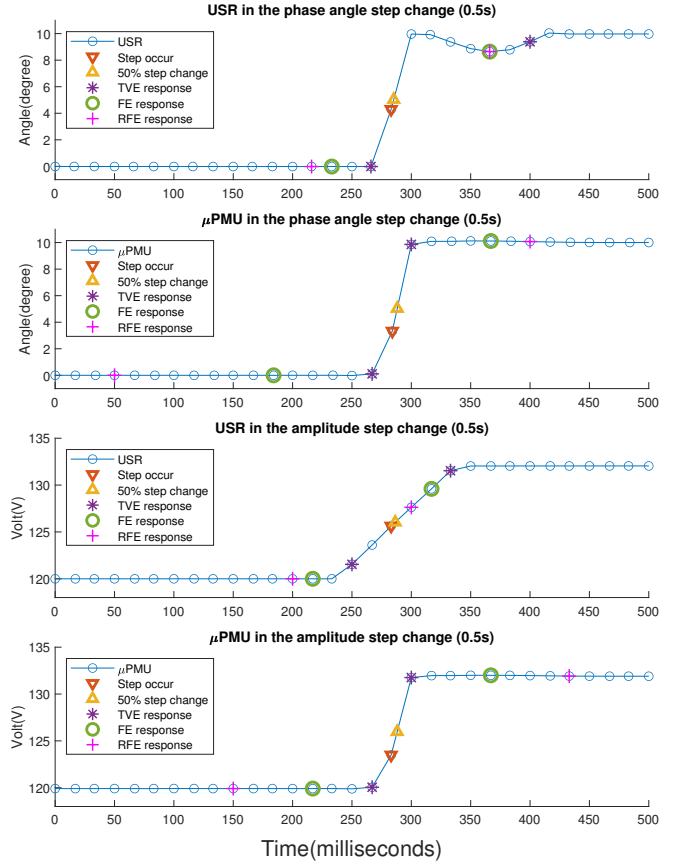 USR in the phase angle step change (0.5s)
10
8
6
4
2
0
Angle(degree)
USR
Step occur
50% step change
TVE response
FE response
RFE response
0 50 100 150 200 250 300 350 400 450 500
μPMU in the phase angle step change (0.5s)
10
8
6
4
2
0
Angle(degree)
μPMU
Step occur
50% step change
TVE response
FE response
RFE response
0 50 100 150 200 250 300 350 400 450 500
USR in the amplitude step change (0.5s)
135
130
125
120
Volt(V)
USR
Step occur
50% step change
TVE response
FE response
RFE response
0 50 100 150 200 250 300 350 400 450 500
μPMU in the amplitude step change (0.5s)
135
130
125
120
Volt(V)
μPMU
Step occur
50% step change
TVE response
FE response
RFE response
0 50 100 150 200 250 300 350 400 450 500
Time(milliseconds)